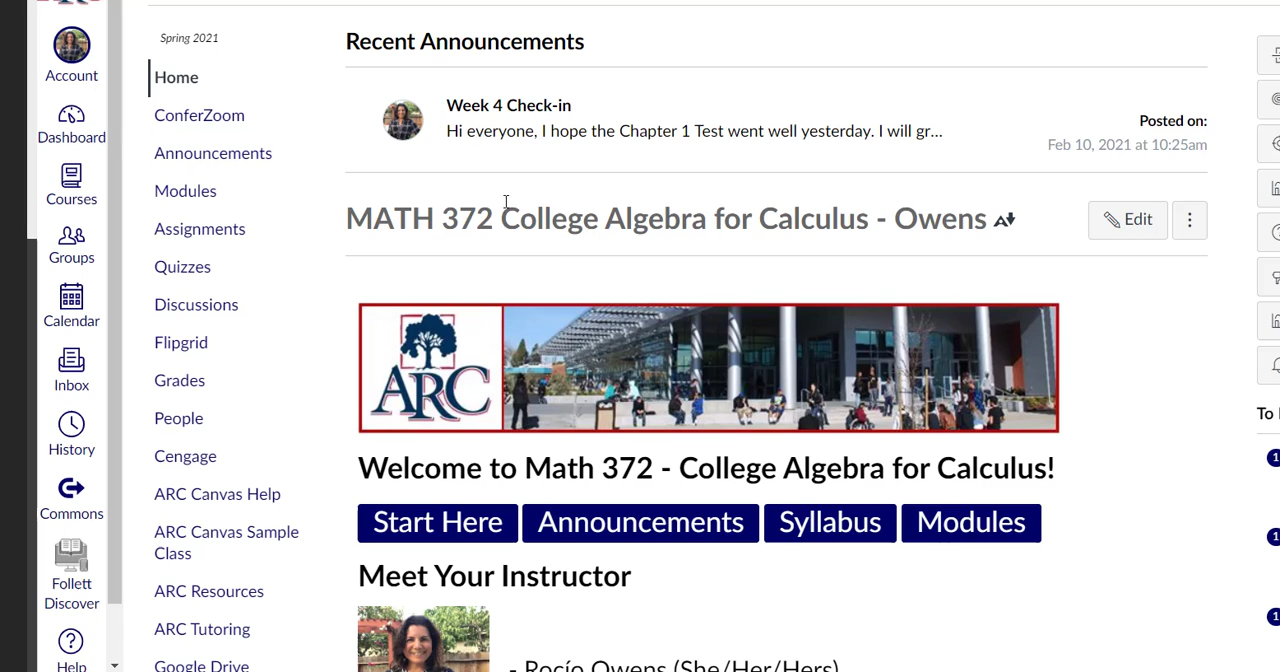 Account
Dashboard
Courses
Groups
Calendar
Inbox
History
Commons
Follett
Discover
Help
Spring 2021
Home
ConferZoom
Announcements
Modules
Assignments
Quizzes
Discussions
Flipgrid
Grades
People
Cengage
ARC Canvas Help
ARC Canvas Sample
Class
ARC Resources
ARC Tutoring
Google Drive
Recent Announcements
Week 4 Check-in
Hi everyone, I hope the Chapter 1 Test went well yesterday. I will gr...
Posted on:
Feb 10, 2021 at 10:25am
MATH 372 College Algebra for Calculus - Owens
Edit
ARC
Welcome to Math 372 - College Algebra for Calculus!
Start Here Announcements Syllabus Modules
Meet Your Instructor
- Rocío Owens (She/Her/Hers)
To
1
1
1